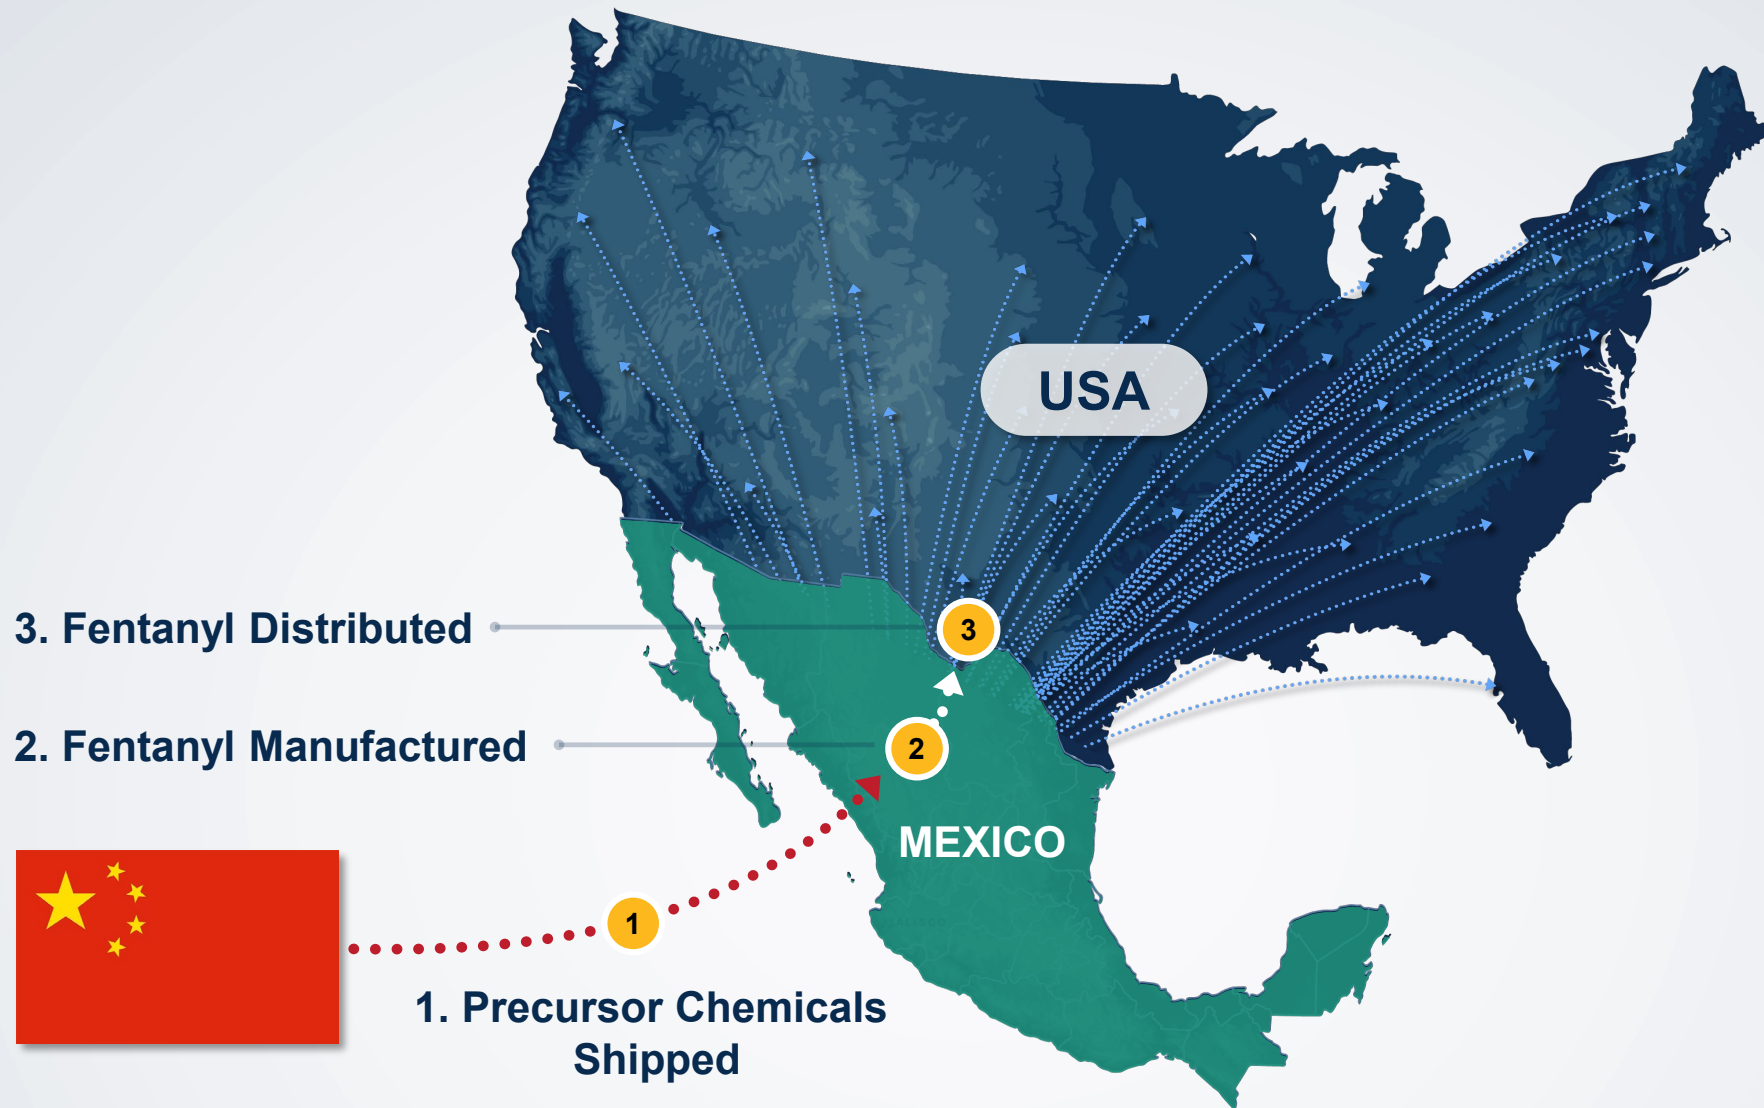 USA
3. Fentanyl Distributed
3
2. Fentanyl Manufactured
2
MEXICO
1
1. Precursor Chemicals
Shipped